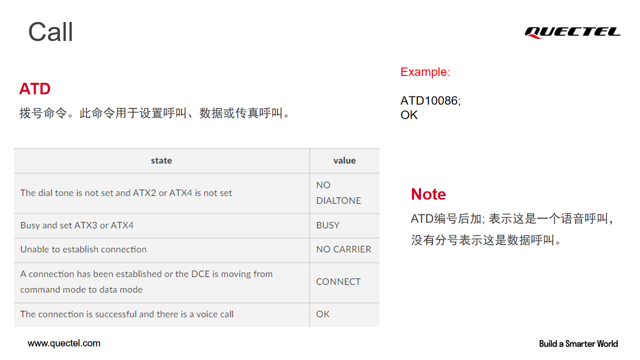 Call
QUECTEL
ATD
拨号命令。此命令用于设置呼叫、数据或传真呼叫。
Example:
ATD10086;
OK
state value
The dial tone is not set and ATX2 or ATX4 is not set NO
DIALTONE
Busy and set ATX3 or ATX4 BUSY
Unable to establish connection NO CARRIER
A connection has been established or the DCE is moving from
command mode to data mode CONNECT
The connection is successful and there is a voice call OK
Note
ATD编号后加; 表示这是一个语音呼叫，
没有分号表示这是数据呼叫。
www.quectel.com
Build a Smarter World